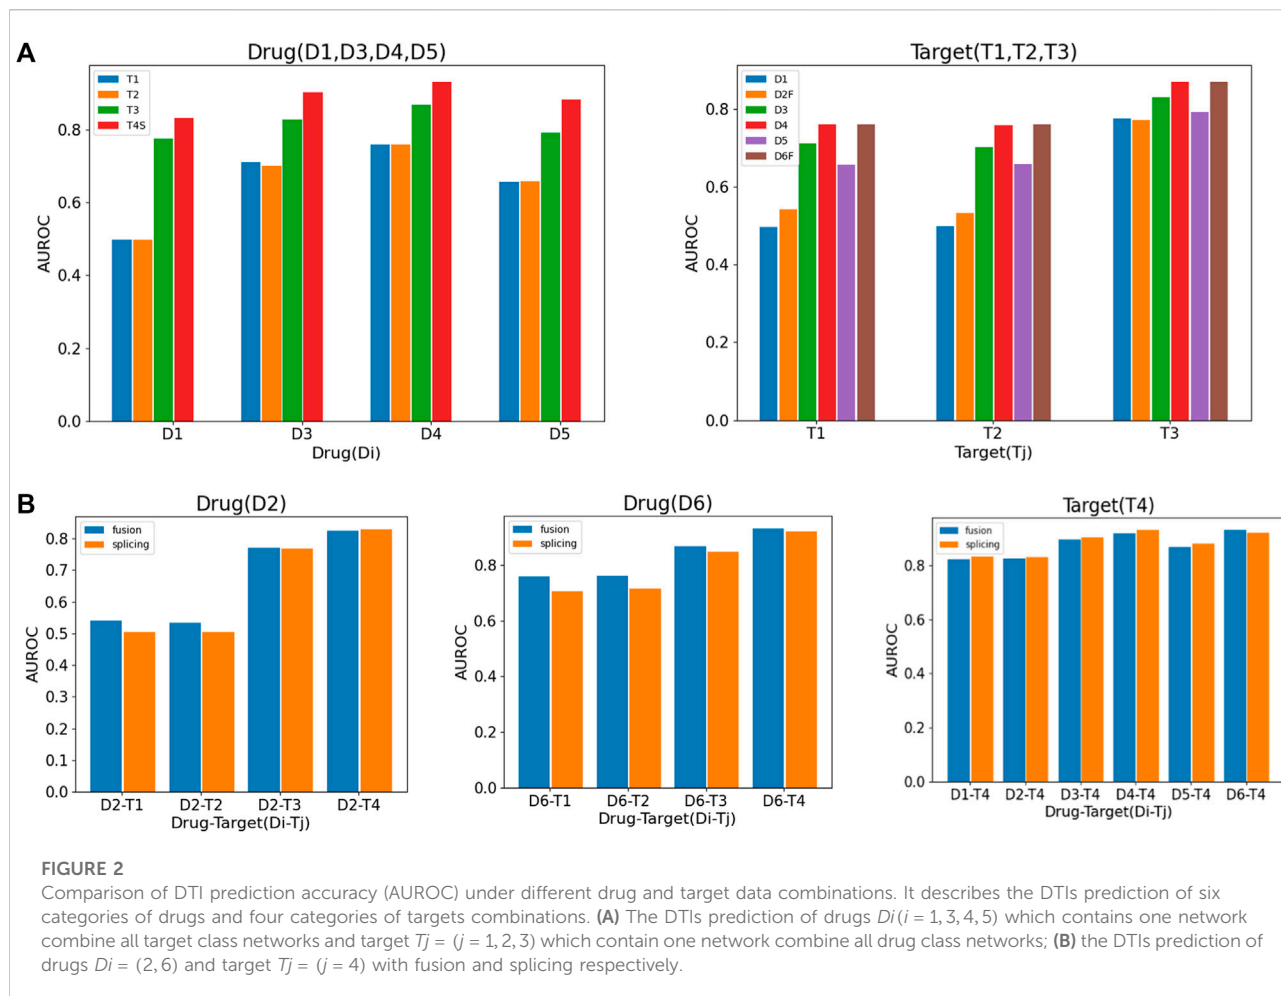 A
Drug(D1,D3,D4,D5)
T1
T2
T3
T4S
AUROC
0.8
0.6
0.4
0.2
0.0
D1 D3 D4 D5
Drug(Di)
Target(T1,T2,T3)
D1
D2F
D3
D4
D5
D6F
AUROC
0.8
0.6
0.4
0.2
0.0
T1 T2 T3
Target(Tj)
B
Drug(D2)
fusion
splicing
AUROC
0.8
0.7
0.6
0.5
0.4
0.3
0.2
0.1
0.0
D2-T1 D2-T2 D2-T3 D2-T4
Drug-Target(Di-Tj)
Drug(D6)
fusion
splicing
AUROC
0.8
0.6
0.4
0.2
0.0
D6-T1 D6-T2 D6-T3 D6-T4
Drug-Target(Di-Tj)
Target(T4)
fusion
splicing
AUROC
0.8
0.6
0.4
0.2
0.0
D1-T4 D2-T4 D3-T4 D4-T4 D5-T4 D6-T4
Drug-Target(Di-Tj)
FIGURE 2
Comparison of DTI prediction accuracy (AUROC) under different drug and target data combinations. It describes the DTIs prediction of six
categories of drugs and four categories of targets combinations. (A) The DTIs prediction of drugs Di(i = 1, 3, 4, 5) which contains one network
combine all target class networks and target Tj = (j = 1, 2, 3) which contain one network combine all drug class networks; (B) the DTIs prediction of
drugs Di = (2, 6) and target Tj = (j = 4) with fusion and splicing respectively.